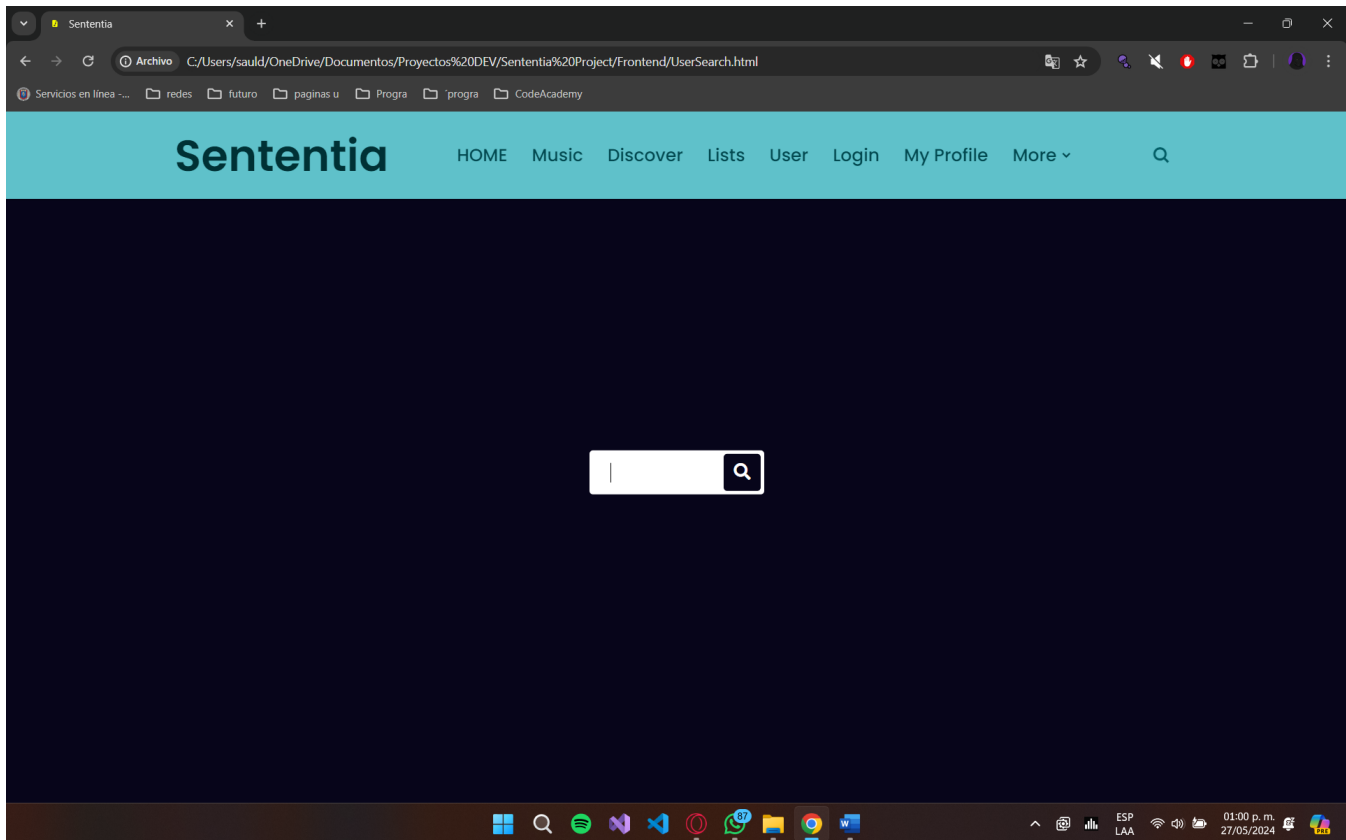 Sententia
Archivo C:/Users/sauld/OneDrive/Documentos/Proyectos%20DEV/Sententia%20Project/Frontend/UserSearch.html
Servicios en línea -... redes futuro paginas u Progra ´progra CodeAcademy
Sententia HOME Music Discover Lists User Login My Profile More
87
ESP
LAA
01:00 p. m.
27/05/2024
PRE